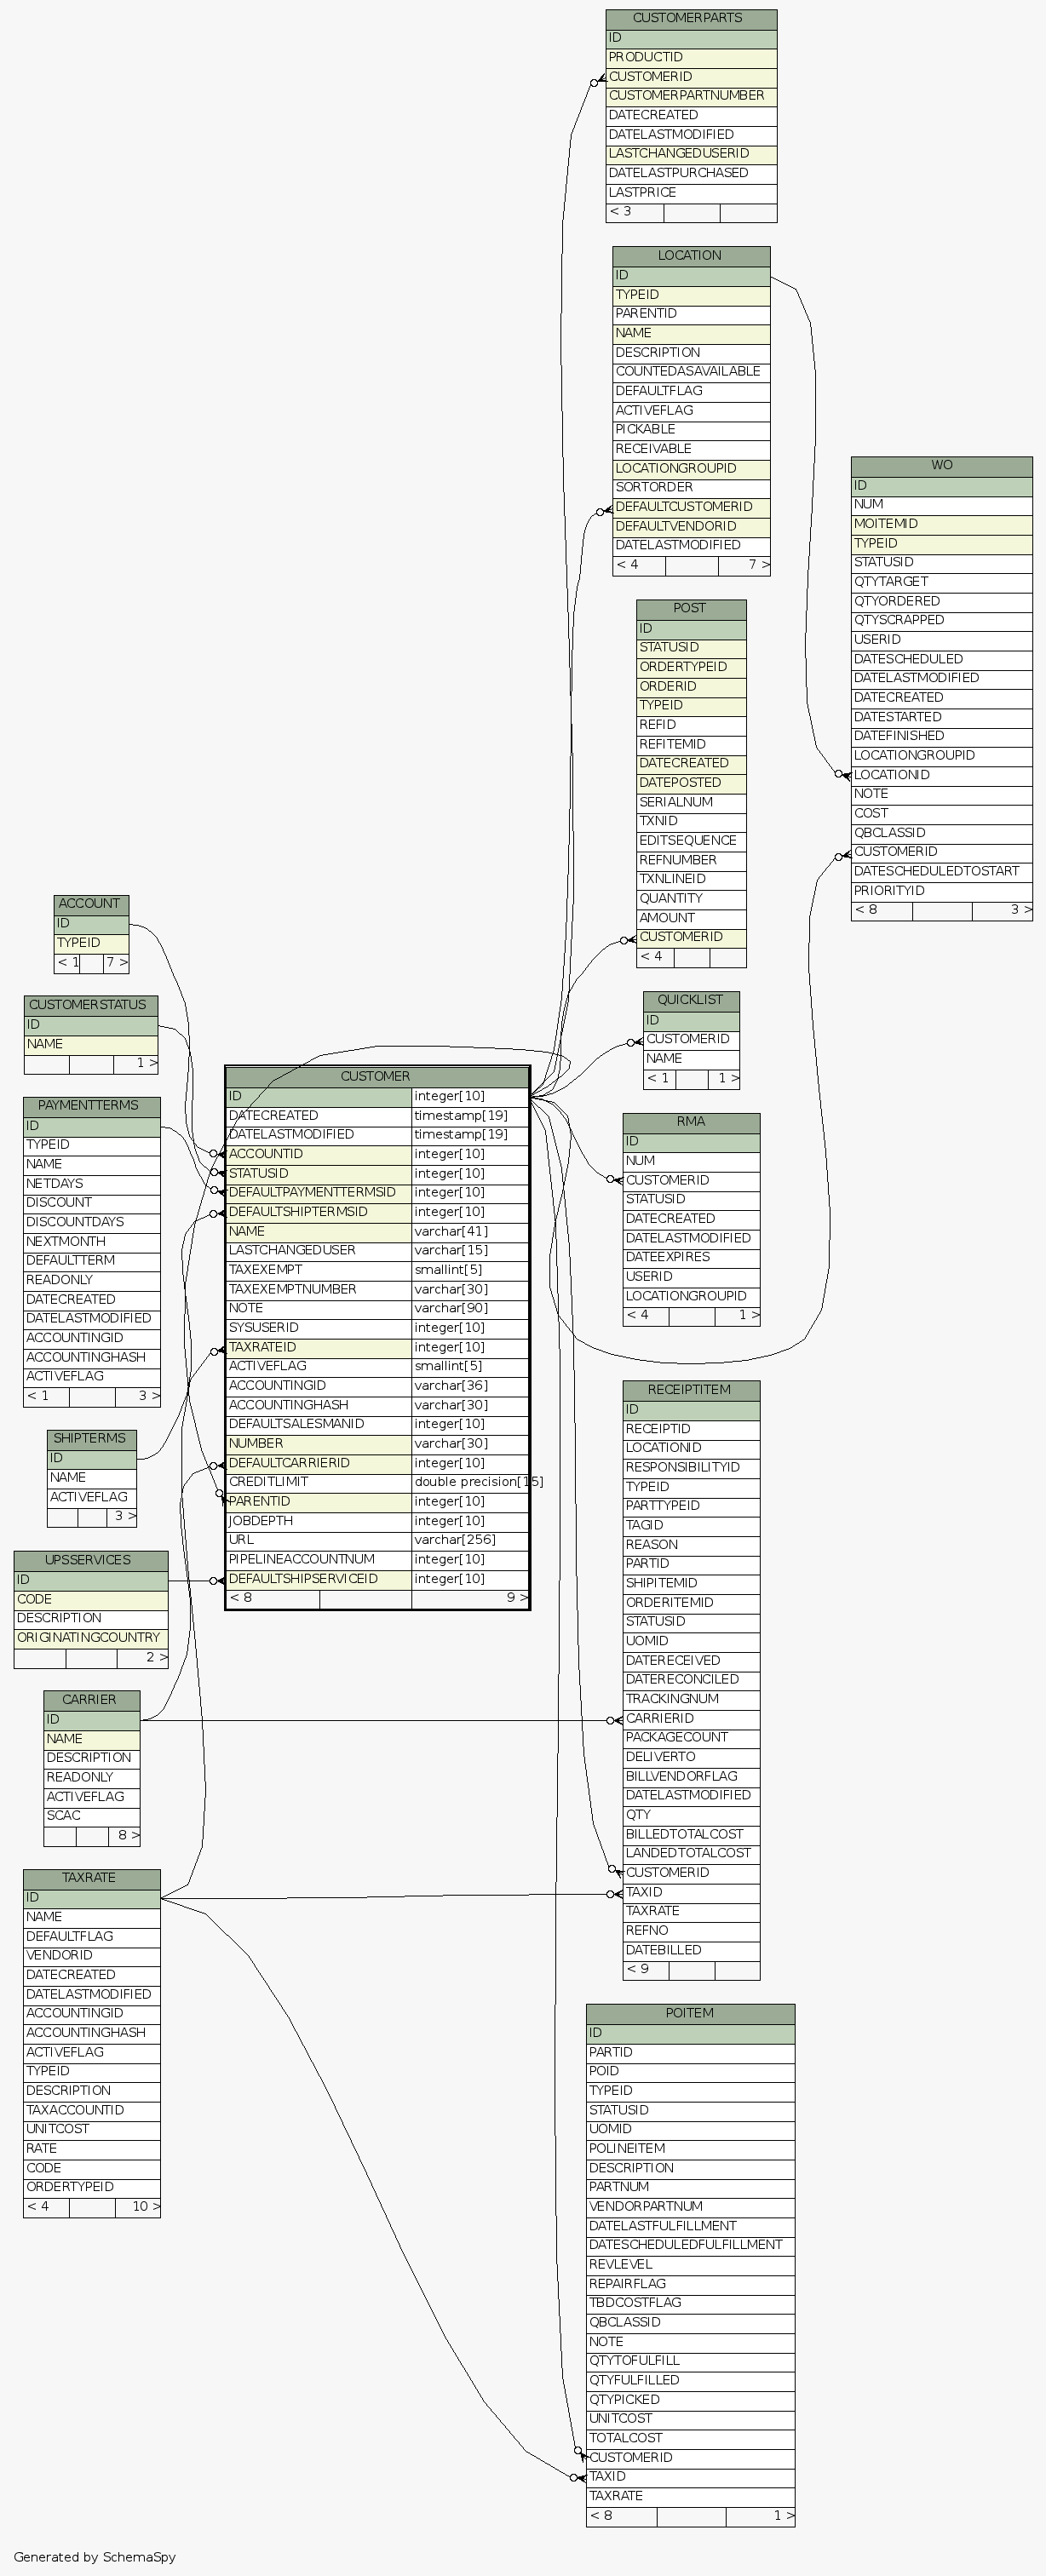 CUSTOMERPARTS
ID
PRODUCTID
CUSTOMERID
CUSTOMERPARTNUMBER
DATECREATED
DATELASTMODIFIED
LASTCHANGEDUSERID
DATELASTPURCHASED
LASTPRICE
< 3
LOCATION
ID
TYPEID
PARENTID
NAME
DESCRIPTION
COUNTEDASAVAILABLE
DEFAULTFLAG
ACTIVEFLAG
PICKABLE
RECEIVABLE
LOCATIONGROUPID
SORTORDER
DEFAULTCUSTOMERID
DEFAULTVENDORID
DATELASTMODIFIED
< 4 7 >
WO
ID
NUM
MOITEMID
TYPEID
STATUSID
QTYTARGET
QTYORDERED
QTYSCRAPPED
USERID
DATESCHEDULED
DATELASTMODIFIED
DATECREATED
DATESTARTED
DATEFINISHED
LOCATIONGROUPID
LOCATIONID
NOTE
COST
QBCLASSID
CUSTOMERID
DATESCHEDULEDTOSTART
PRIORITYID
< 8 3 >
POST
ID
STATUSID
ORDERTYPEID
ORDERID
TYPEID
REFID
REFITEMID
DATECREATED
DATEPOSTED
SERIALNUM
TXNID
EDITSEQUENCE
REFNUMBER
TXNLINEID
QUANTITY
AMOUNT
CUSTOMERID
< 4
ACCOUNT
ID
TYPEID
< 1 7 >
CUSTOMERSTATUS
ID
NAME
1 >
QUICKLIST
ID
CUSTOMERID
NAME
< 1 1 >
PAYMENTTERMS
ID
TYPEID
NAME
NETDAYS
DISCOUNT
DISCOUNTDAYS
NEXTMONTH
DEFAULTTERM
READONLY
DATECREATED
DATELASTMODIFIED
ACCOUNTINGID
ACCOUNTINGHASH
ACTIVEFLAG
< 1 3 >
CUSTOMER
ID integer[10]
DATECREATED timestamp[19]
DATELASTMODIFIED timestamp[19]
ACCOUNTID integer[10]
STATUSID integer[10]
DEFAULTPAYMENTTERMSID integer[10]
DEFAULTSHIPTERMSID integer[10]
NAME varchar[41]
LASTCHANGEDUSER varchar[15]
TAXEXEMPT smallint[5]
TAXEXEMPTNUMBER varchar[30]
NOTE varchar[90]
SYSUSERID integer[10]
TAXRATEID integer[10]
ACTIVEFLAG smallint[5]
ACCOUNTINGID varchar[36]
ACCOUNTINGHASH varchar[30]
DEFAULTSALESMANID integer[10]
NUMBER varchar[30]
DEFAULTCARRIERID integer[10]
CREDITLIMIT double precision[15]
PARENTID integer[10]
JOBDEPTH integer[10]
URL varchar[256]
PIPELINEACCOUNTNUM integer[10]
DEFAULTSHIPSERVICEID integer[10]
< 8 9 >
RMA
ID
NUM
CUSTOMERID
STATUSID
DATECREATED
DATELASTMODIFIED
DATEEXPIRES
USERID
LOCATIONGROUPID
< 4 1 >
RECEIPTITEM
ID
RECEIPTID
LOCATIONID
RESPONSIBILITYID
TYPEID
PARTTYPEID
TAGID
REASON
PARTID
SHIPITEMID
ORDERITEMID
STATUSID
UOMID
DATERECEIVED
DATERECONCILED
TRACKINGNUM
CARRIERID
PACKAGECOUNT
DELIVERTO
BILLVENDORFLAG
DATELASTMODIFIED
QTY
BILLEDTOTALCOST
LANDEDTOTALCOST
CUSTOMERID
TAXID
TAXRATE
REFNO
DATEBILLED
< 9
SHIPTERMS
ID
NAME
ACTIVEFLAG
3 >
UPSSERVICES
ID
CODE
DESCRIPTION
ORIGINATINGCOUNTRY
2 >
CARRIER
ID
NAME
DESCRIPTION
READONLY
ACTIVEFLAG
SCAC
8 >
TAXRATE
ID
NAME
DEFAULTFLAG
VENDORID
DATECREATED
DATELASTMODIFIED
ACCOUNTINGID
ACCOUNTINGHASH
ACTIVEFLAG
TYPEID
DESCRIPTION
TAXACCOUNTID
UNITCOST
RATE
CODE
ORDERTYPEID
< 4 10 >
POITEM
ID
PARTID
POID
TYPEID
STATUSID
UOMID
POLINEITEM
DESCRIPTION
PARTNUM
VENDORPARTNUM
DATELASTFULFILLMENT
DATESCHEDULEDFULFILLMENT
REVLEVEL
REPAIRFLAG
TBDCOSTFLAG
QBCLASSID
NOTE
QTYTOFULFILL
QTYFULFILLED
QTYPICKED
UNITCOST
TOTALCOST
CUSTOMERID
TAXID
TAXRATE
< 8 1 >
Generated by SchemaSpy